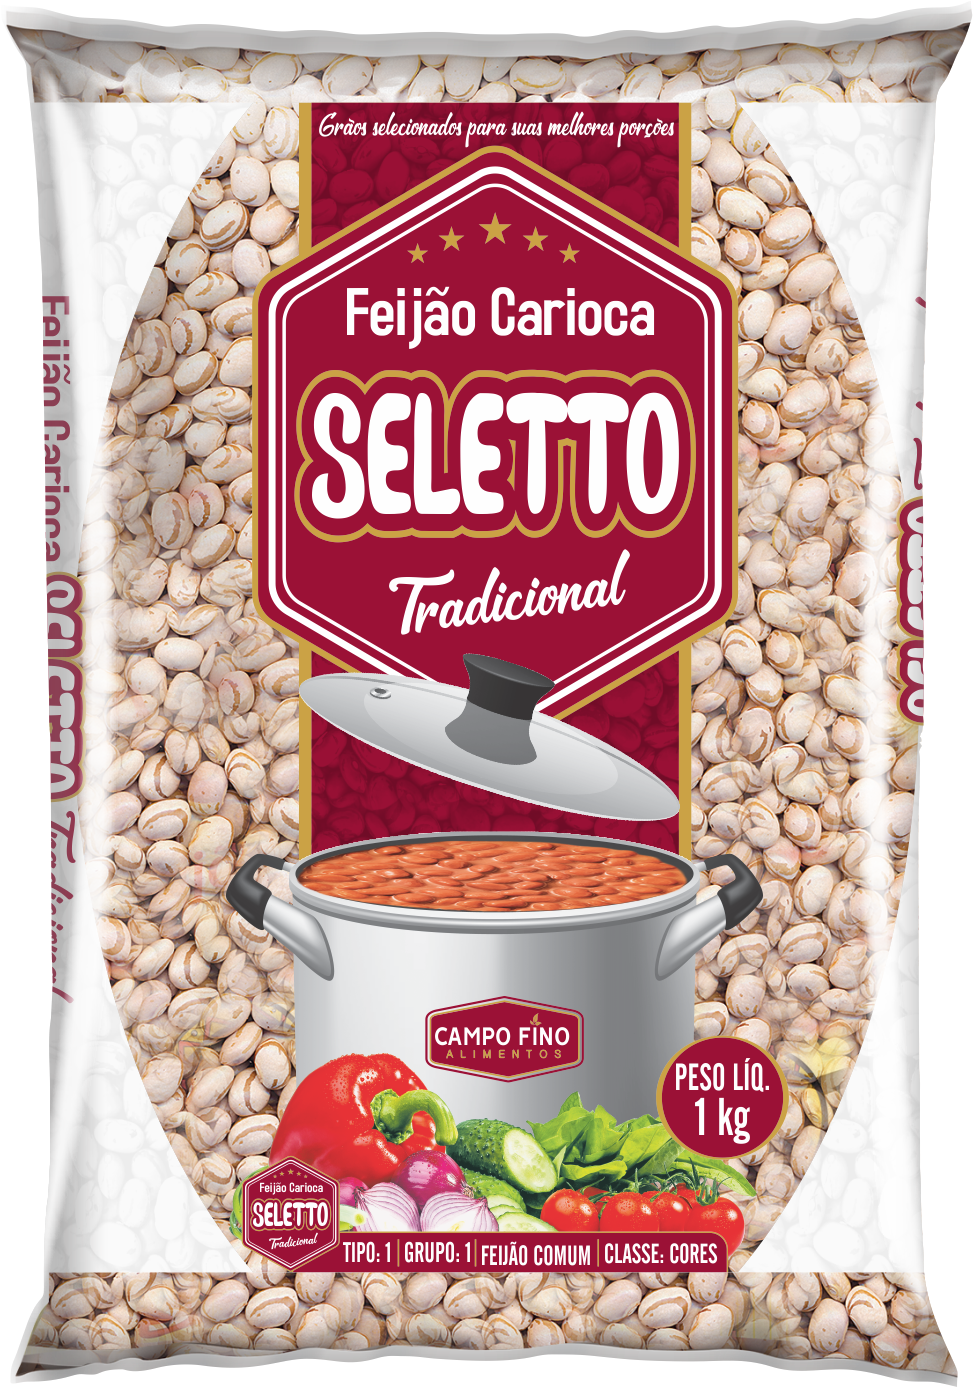 Grãos selecionados para suas melhores porções
Feijão Carioca
SELETTO
Tradicional
Feijão Carioca SELETTO Tradicional
CAMPO FINO
ALIMENTOS
PESO LÍQ.
1 kg
Feijão Carioca
SELETTO
Tradicional
TIPO: 1 | GRUPO: 1 | FEIJÃO COMUM | CLASSE: CORES